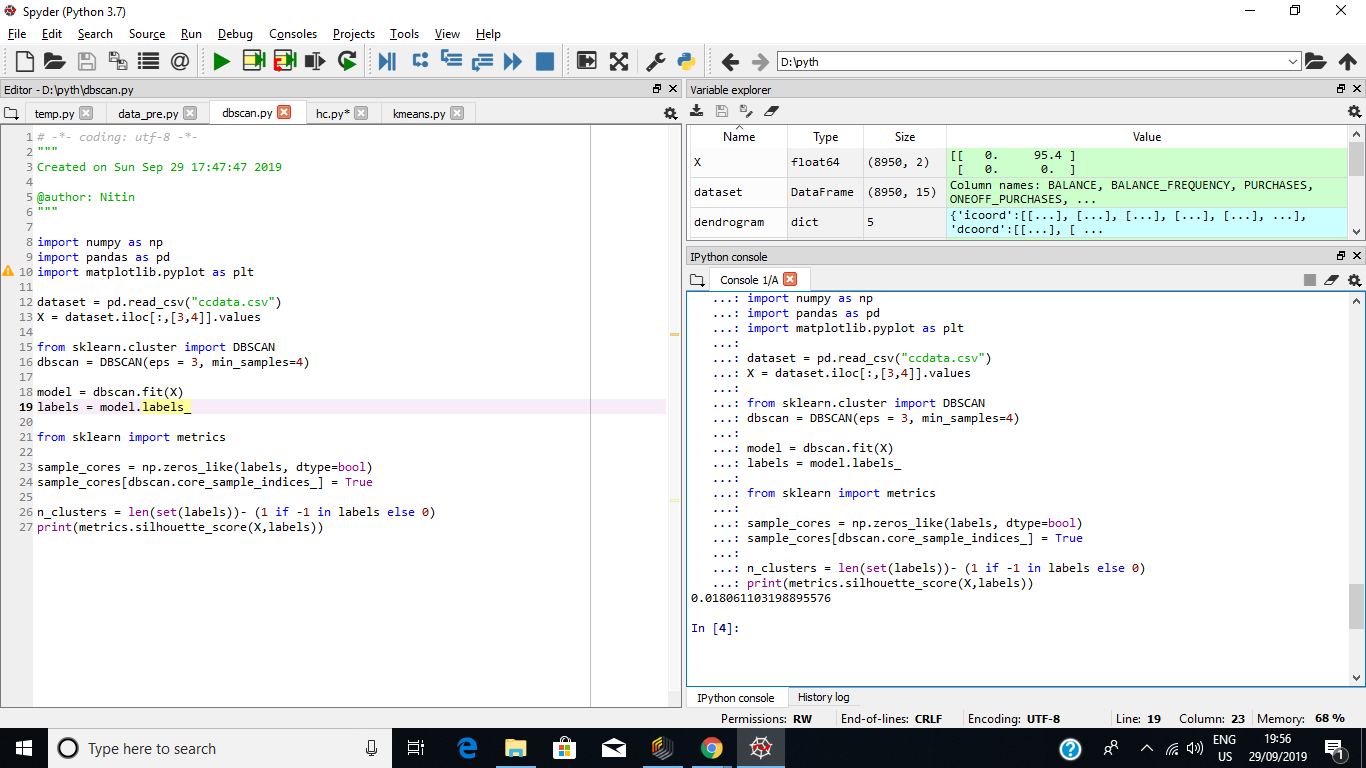 Spyder (Python 3.7)
File Edit Search Source Run Debug Consoles Projects Tools View Help
D:\pyth
Editor - D:\pyth\dbscan.py
temp.py data_pre.py dbscan.py hc.py* kmeans.py
1 # -*- coding: utf-8 -*-
2 """
3 Created on Sun Sep 29 17:47:47 2019
4
5 @author: Nitin
6 """
7
8 import numpy as np
9 import pandas as pd
10 import matplotlib.pyplot as plt
11
12 dataset = pd.read_csv("ccdata.csv")
13 X = dataset.iloc[:,[3,4]].values
14
15 from sklearn.cluster import DBSCAN
16 dbscan = DBSCAN(eps = 3, min_samples=4)
17
18 model = dbscan.fit(X)
19 labels = model.labels_
20
21 from sklearn import metrics
22
23 sample_cores = np.zeros_like(labels, dtype=bool)
24 sample_cores[dbscan.core_sample_indices_] = True
25
26 n_clusters = len(set(labels))- (1 if -1 in labels else 0)
27 print(metrics.silhouette_score(X,labels))
Variable explorer
Name Type Size Value
X float64 (8950, 2) [[ 0. 95.4 ]
[ 0. 0. ]
dataset DataFrame (8950, 15) Column names: BALANCE, BALANCE_FREQUENCY, PURCHASES,
ONEOFF_PURCHASES, ...
dendrogram dict 5 {'icoord':[[...], [...], [...], [...], [...], ...],
'dcoord':[[...], [ ...
IPython console
Console 1/A
...: import numpy as np
...: import pandas as pd
...: import matplotlib.pyplot as plt
...:
...: dataset = pd.read_csv("ccdata.csv")
...: X = dataset.iloc[:,[3,4]].values
...:
...: from sklearn.cluster import DBSCAN
...: dbscan = DBSCAN(eps = 3, min_samples=4)
...:
...: model = dbscan.fit(X)
...: labels = model.labels_
...:
...: from sklearn import metrics
...:
...: sample_cores = np.zeros_like(labels, dtype=bool)
...: sample_cores[dbscan.core_sample_indices_] = True
...:
...: n_clusters = len(set(labels))- (1 if -1 in labels else 0)
...: print(metrics.silhouette_score(X,labels))
0.018061103198895576
In [4]:
IPython console History log
Permissions: RW End-of-lines: CRLF Encoding: UTF-8 Line: 19 Column: 23 Memory: 68 %
Type here to search
ENG
US
19:56
29/09/2019
1